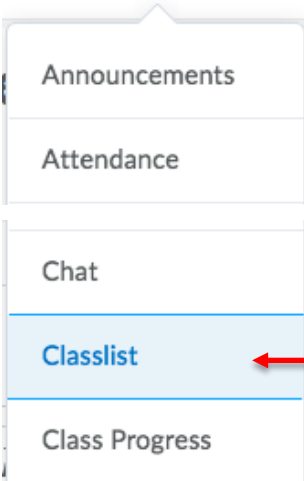 Announcements
Attendance
Chat
Classlist
Class Progress